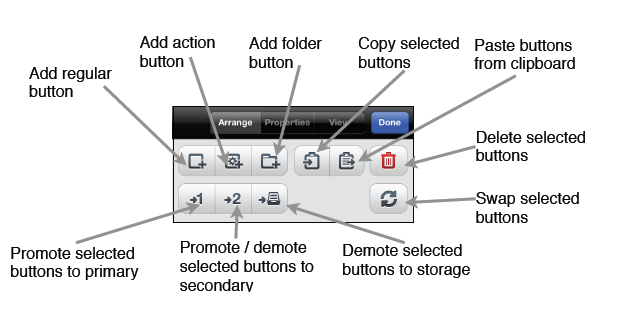 Add action
button
Add folder
button
Copy selected
buttons
Paste buttons
from clipboard
Add regular
button
Arrange
Properties
View
Done
Delete selected
buttons
1
2
Swap selected
buttons
Promote selected
buttons to primary
Promote / demote
selected buttons to
secondary
Demote selected
buttons to storage